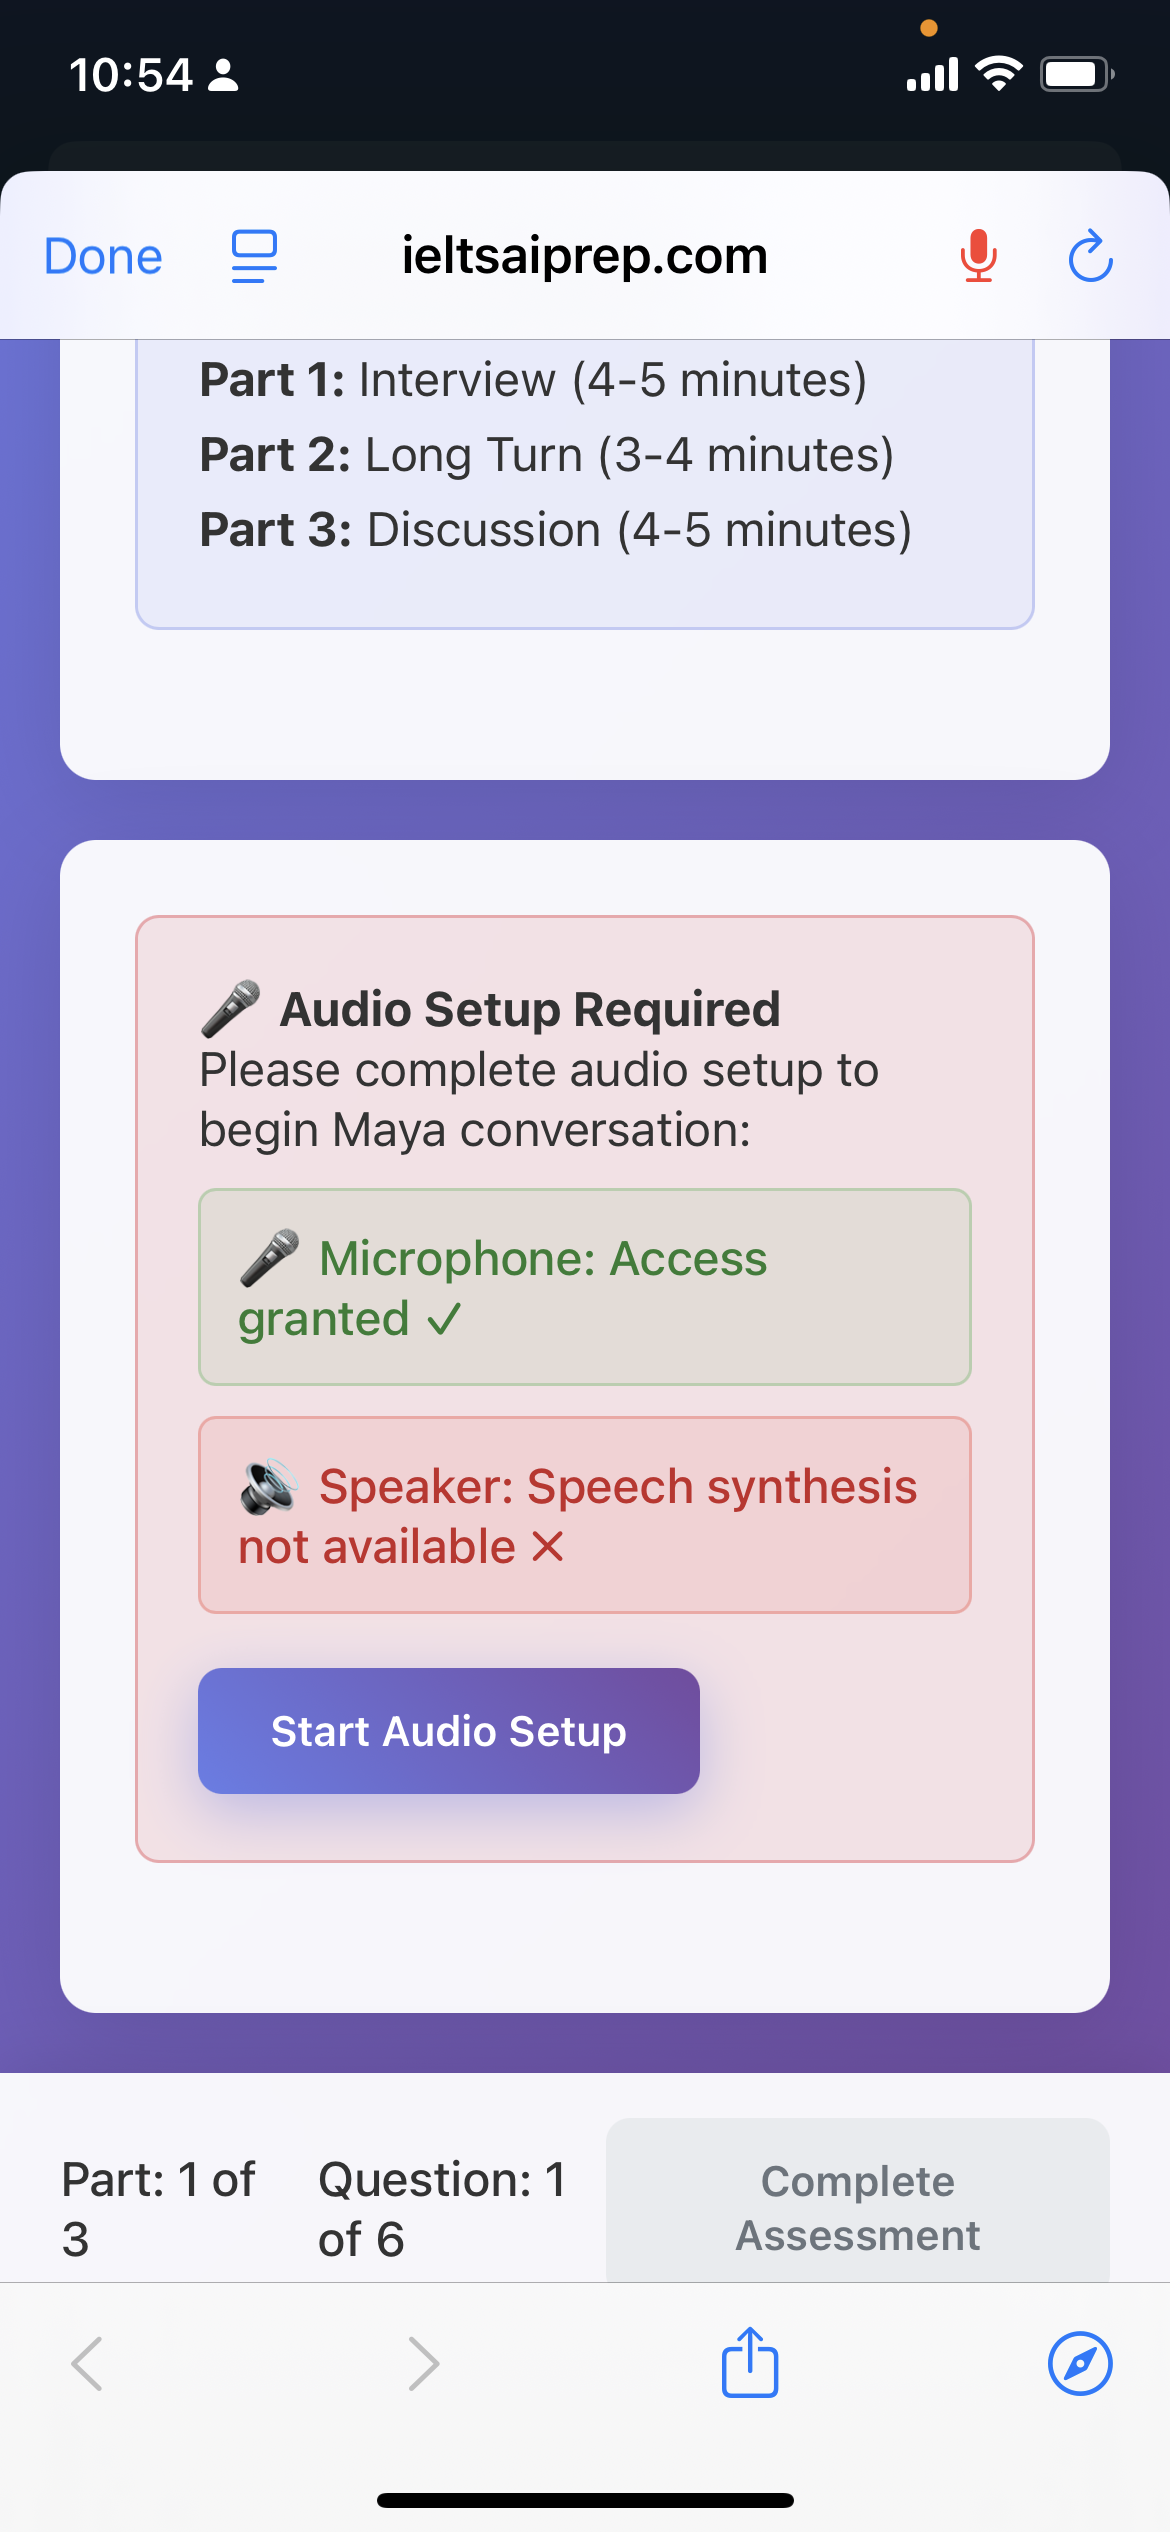 10:54
Done
ieltsaiprep.com
Part 1: Interview (4-5 minutes)
Part 2: Long Turn (3-4 minutes)
Part 3: Discussion (4-5 minutes)
🎤 Audio Setup Required
Please complete audio setup to
begin Maya conversation:
🎤 Microphone: Access
granted ✓
🔊 Speaker: Speech synthesis
not available ✕
Start Audio Setup
Part: 1 of
3
Question: 1
of 6
Complete
Assessment